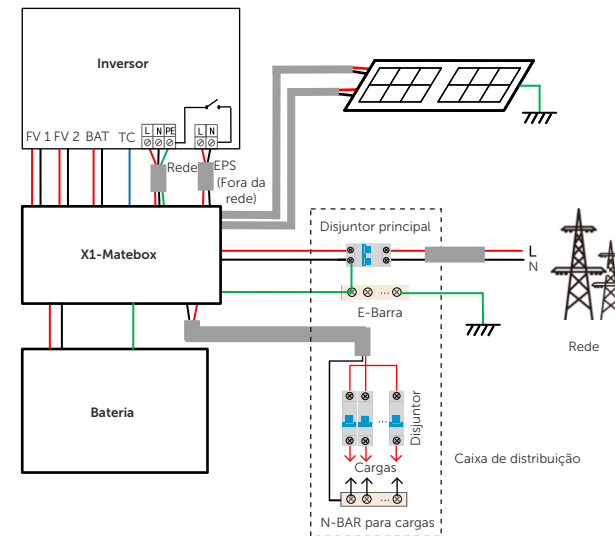 Inversor
FV 1 FV 2 BAT TC
L N PE
L N
Rede
EPS
(Fora da
rede)
X1-Matebox
Disjuntor principal
L
N
E-Barra
Rede
Bateria
Disjuntor
...
...
Cargas
...
Caixa de distribuição
N-BAR para cargas